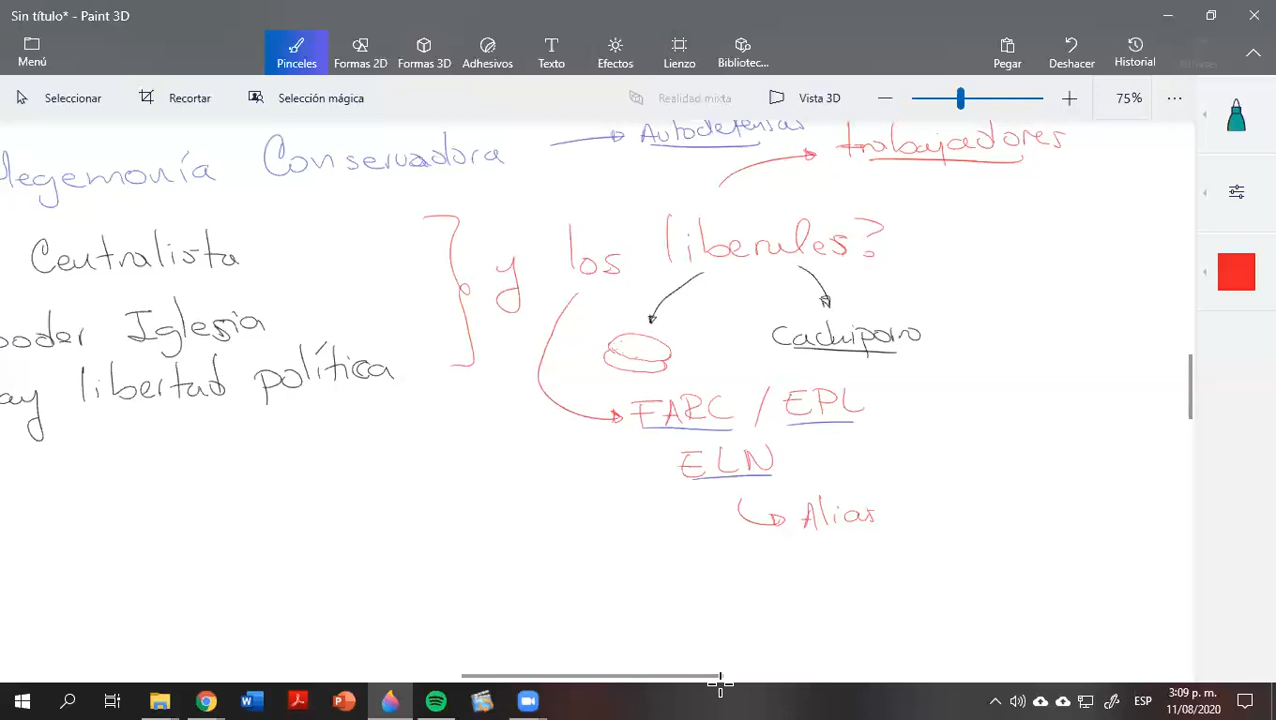 Sin título* - Paint 3D
Menú
Pinceles
Formas 2D
Formas 3D
Adhesivos
Texto
Efectos
Lienzo
Bibliotec...
Pegar
Deshacer
Historial
Seleccionar
Recortar
Selección mágica
Realidad mixta
Vista 3D
75%
Hegemonía Conservadora
Autodefensas
trabajadores
Centralista
y los liberales?
poder Iglesia
Cachiporro
ay libertad política
FARC / EPL
ELN
Alias
ESP
3:09 p. m.
11/08/2020